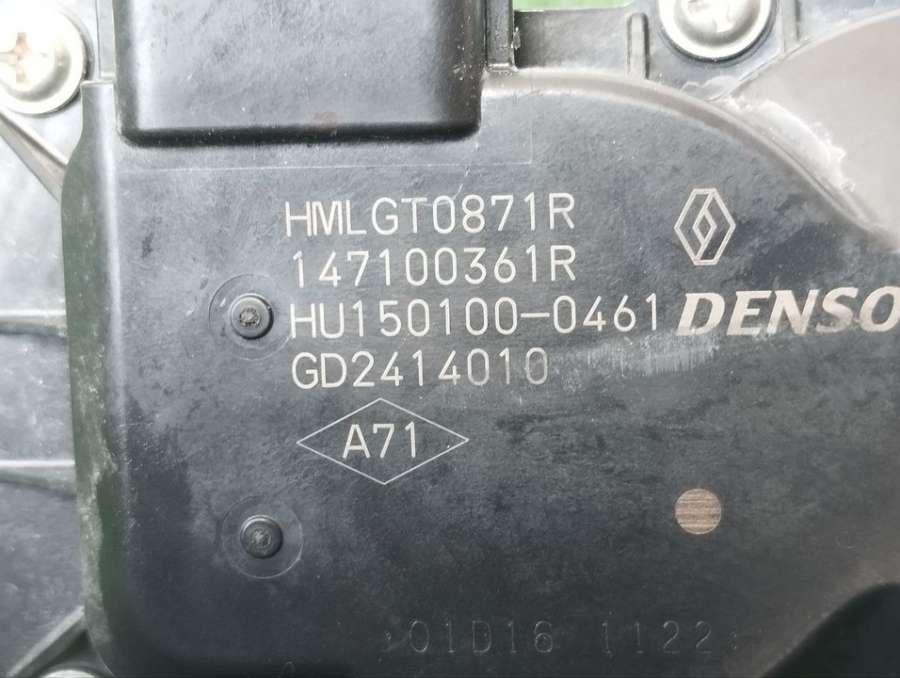 HMLGT0871R
147100361R
HU150100-0461
DENSO
GD2414010
A71
01D16 1122